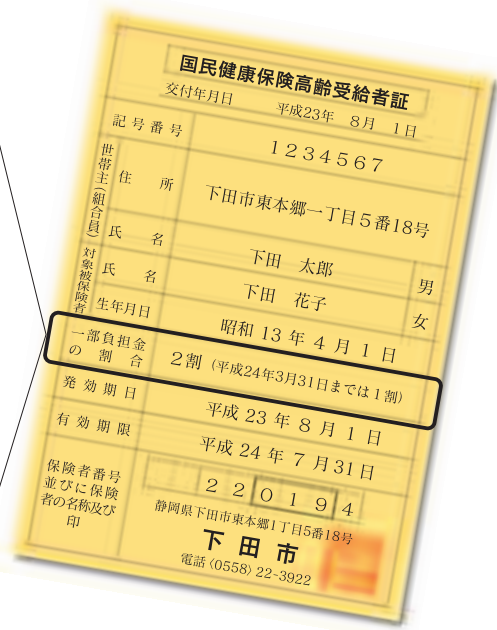 国民健康保険高齢受給者証
交付年月日 平成23年 8月 1日
記号番号 1234567
世帯主(組合員)
住所 下田市東本郷一丁目5番18号
氏名 下田 太郎 男
対象被保険者
氏名 下田 花子 女
生年月日 昭和 13 年 4 月 1 日
一部負担金の割合 2割 (平成24年3月31日までは1割)
発効期日 平成 23 年 8 月 1 日
有効期限 平成 24 年 7 月 31 日
保険者番号
並びに保険
者の名称及び
印
220194
静岡県下田市東本郷1丁目5番18号
下田市
電話(0558)22-3922